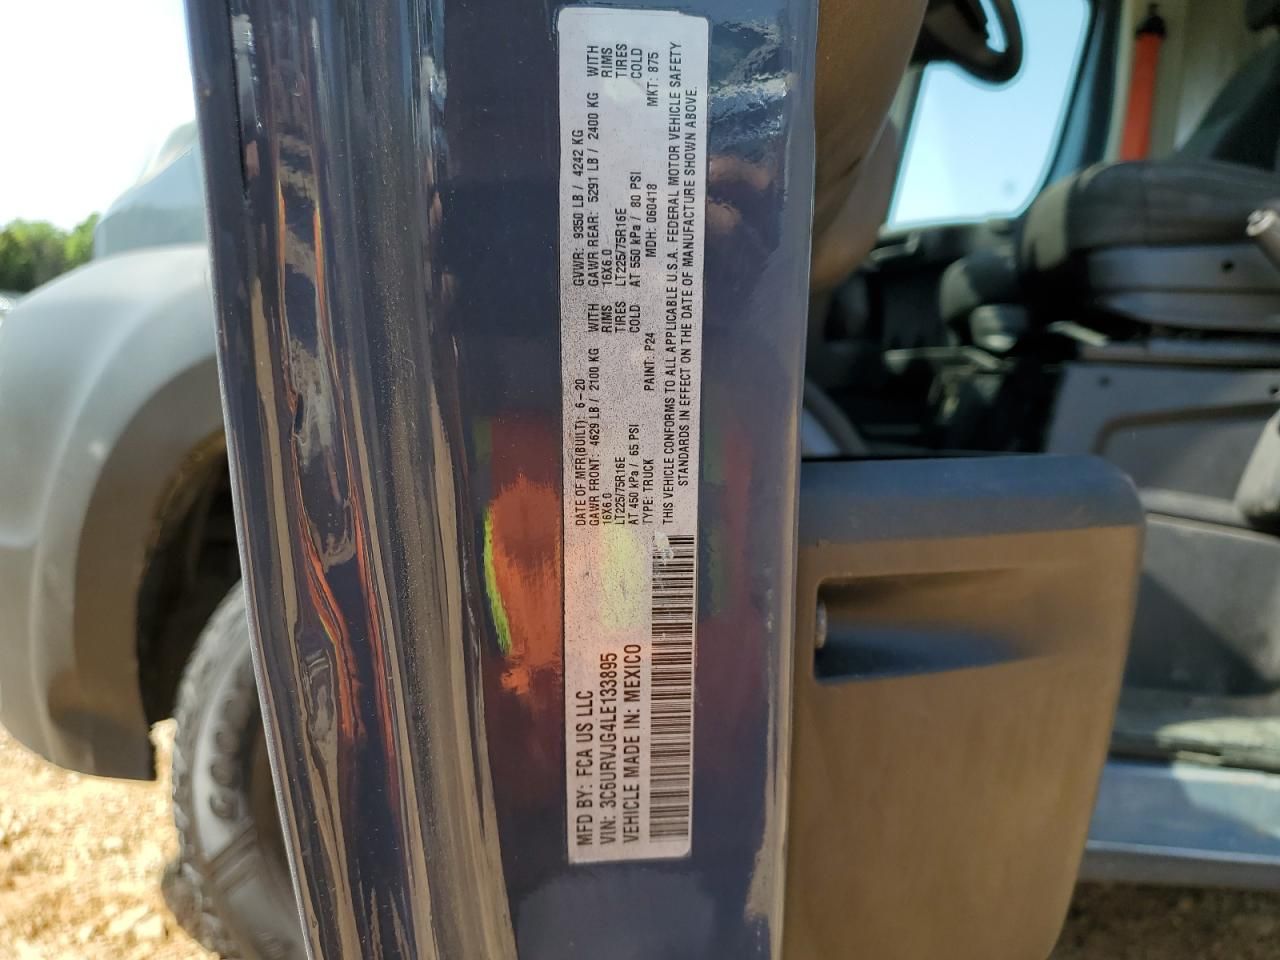 MFD BY: FCA US LLC
DATE OF MFR(BUILT): 6-20 GVWR: 9350 LB / 4242 KG
GAWR FRONT: 4629 LB / 2100 KG WITH GAWR REAR: 5291 LB / 2400 KG WITH
16X6.0 RIMS 16X6.0 RIMS
LT225/75R16E TIRES LT225/75R16E TIRES
AT 450 kPa / 65 PSI COLD AT 550 kPa / 80 PSI COLD
VIN: 3C6URVJG4LE133895
VEHICLE MADE IN: MEXICO
TYPE: TRUCK PAINT: P24 MDH: 060418 MKT: 875
THIS VEHICLE CONFORMS TO ALL APPLICABLE U.S.A. FEDERAL MOTOR VEHICLE SAFETY
STANDARDS IN EFFECT ON THE DATE OF MANUFACTURE SHOWN ABOVE.